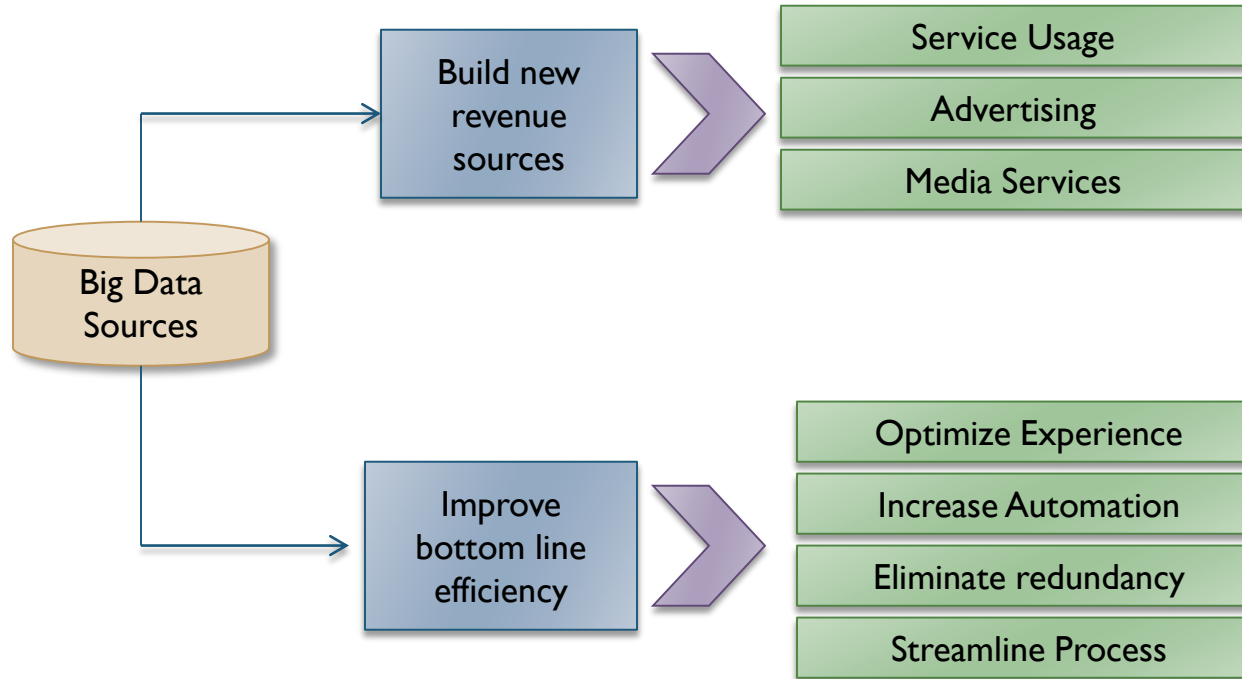 Build new
revenue
sources
Service Usage
Advertising
Media Services
Big Data
Sources
Improve
bottom line
efficiency
Optimize Experience
Increase Automation
Eliminate redundancy
Streamline Process